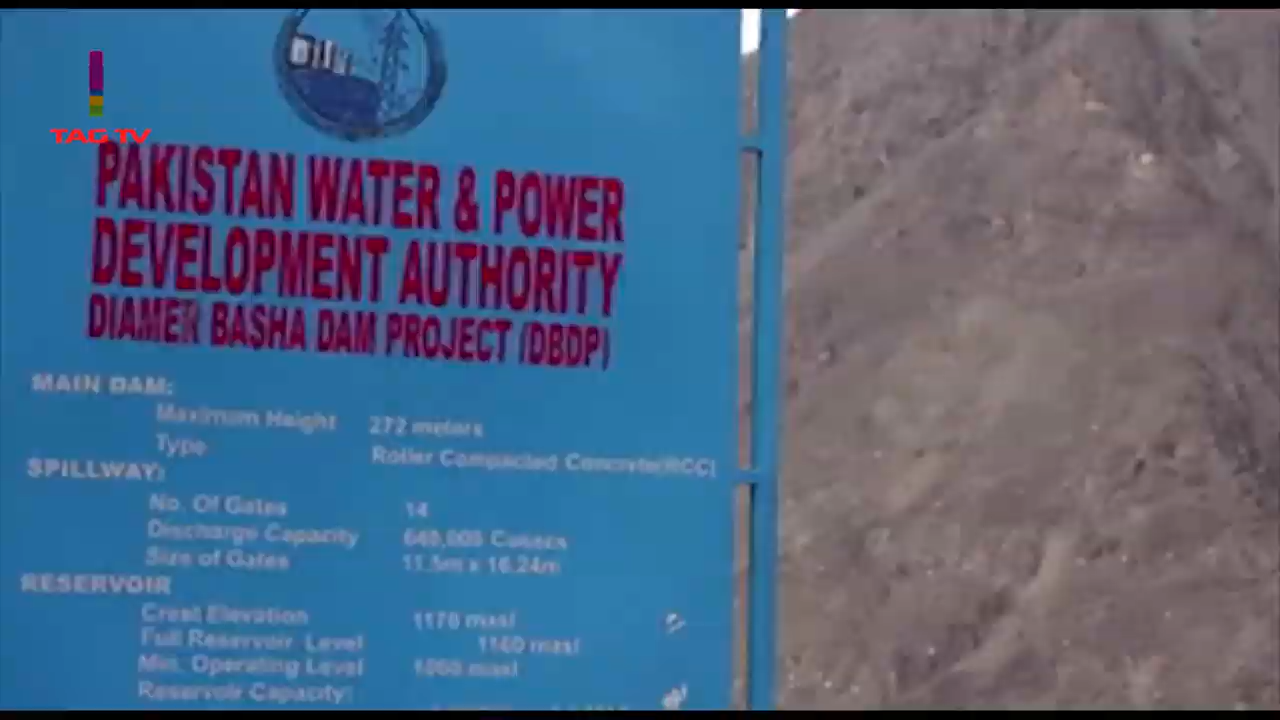 TAG TV
PAKISTAN WATER & POWER
DEVELOPMENT AUTHORITY
DIAMER BASHA DAM PROJECT (DBDP)
MAIN DAM:
Maximum Height 272 meters
Type Roller Compacted Concrete(RCC)
SPILLWAY:
No. Of Gates 14
Discharge Capacity Cusecs
Size of Gates 11.5m x 16.24m
RESERVOIR
Crest Elevation 1170 masl
Full Reservoir Level 1160 masl
Min. Operating Level 1060 masl
Reservoir Capacity: